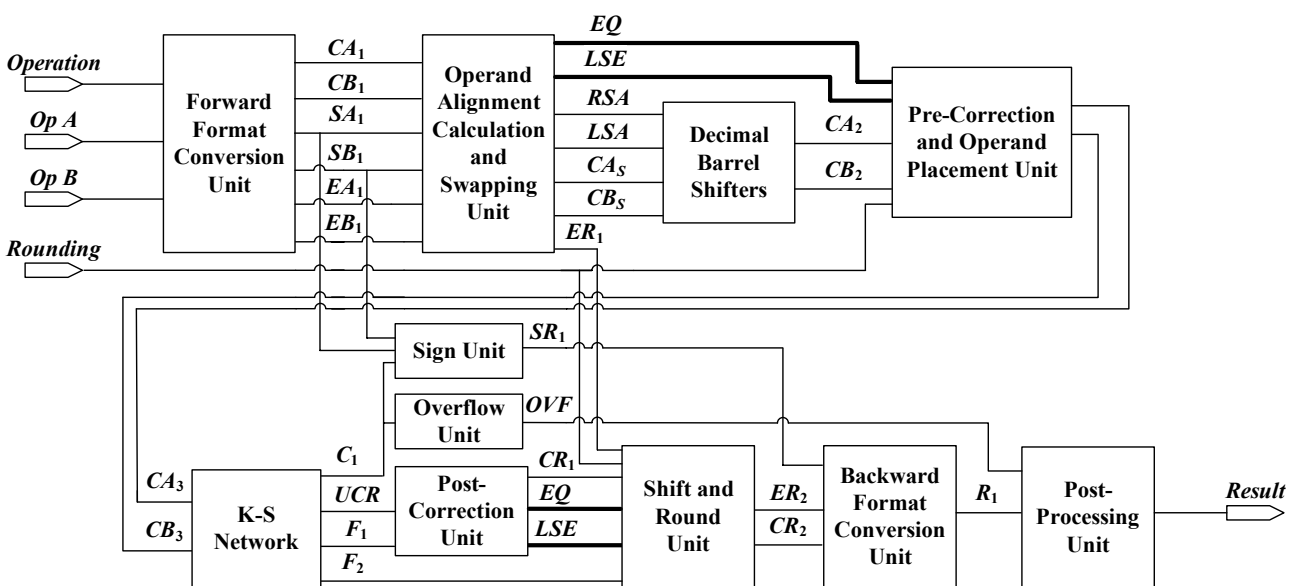 Operation
Op A
Op B
Rounding
Forward
Format
Conversion
Unit
CA1
CB1
SA1
SB1
EA1
EB1
Operand
Alignment
Calculation
and
Swapping
Unit
EQ
LSE
RSA
LSA
CAS
CBS
ER1
Decimal
Barrel
Shifters
CA2
CB2
Pre-Correction
and Operand
Placement Unit
Sign Unit
SR1
Overflow
Unit
OVF
CA3
CB3
K-S
Network
C1
UCR
F1
F2
Post-
Correction
Unit
CR1
EQ
LSE
Shift and
Round
Unit
ER2
CR2
Backward
Format
Conversion
Unit
R1
Post-
Processing
Unit
Result